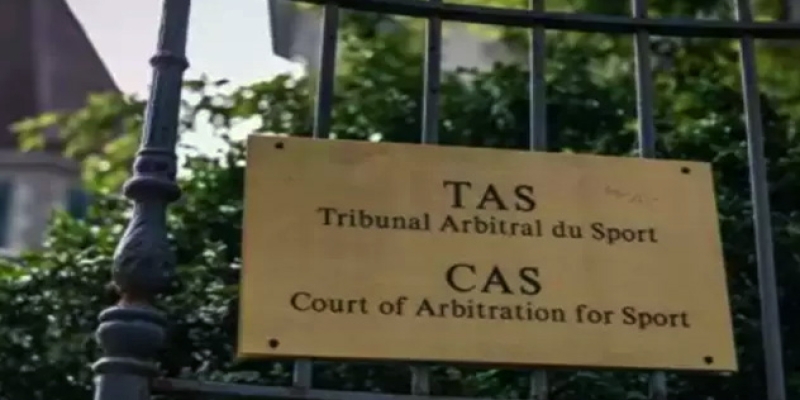 TAS
Tribunal Arbitral du Sport
CAS
Court of Arbitration for Sport